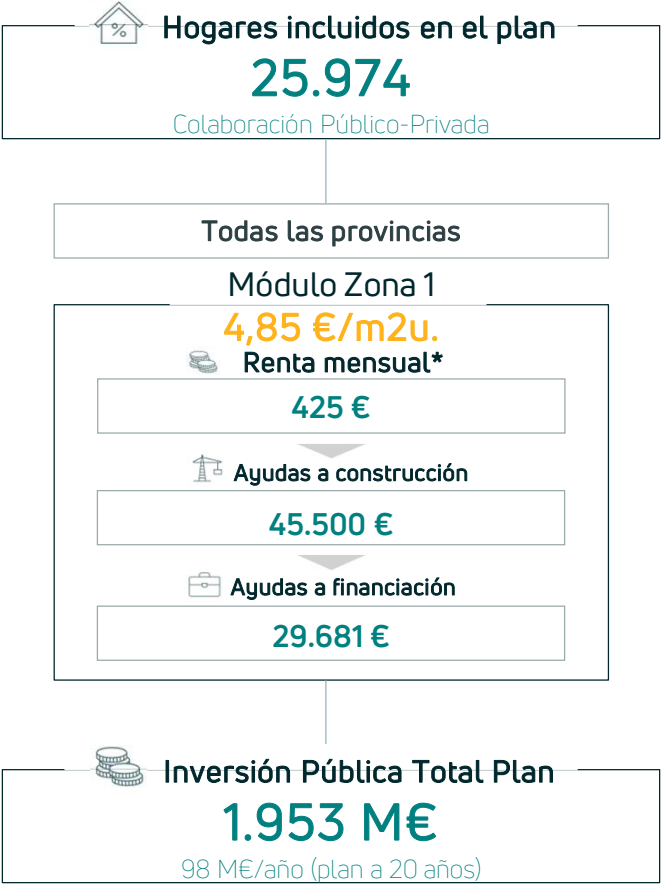 %
Hogares incluidos en el plan
25.974
Colaboración Público-Privada
Todas las provincias
Módulo Zona 1
4,85 €/m2u.
Renta mensual*
425 €
Ayudas a construcción
45.500 €
Ayudas a financiación
29.681 €
Inversión Pública Total Plan
1.953 M€
98 M€/año (plan a 20 años)